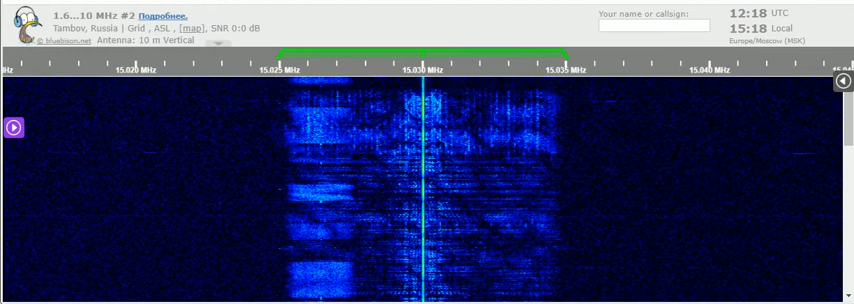 1.6...10 MHz #2 Подробнее.
Tambov, Russia | Grid , ASL , [map], SNR 0:0 dB
© bluebison.net Antenna: 10 m Vertical
Your name or callsign:
12:18 UTC
15:18 Local
Europe/Moscow (MSK)
Hz 15.020 MHz 15.025 MHz 15.030 MHz 15.035 MHz 15.040 MHz